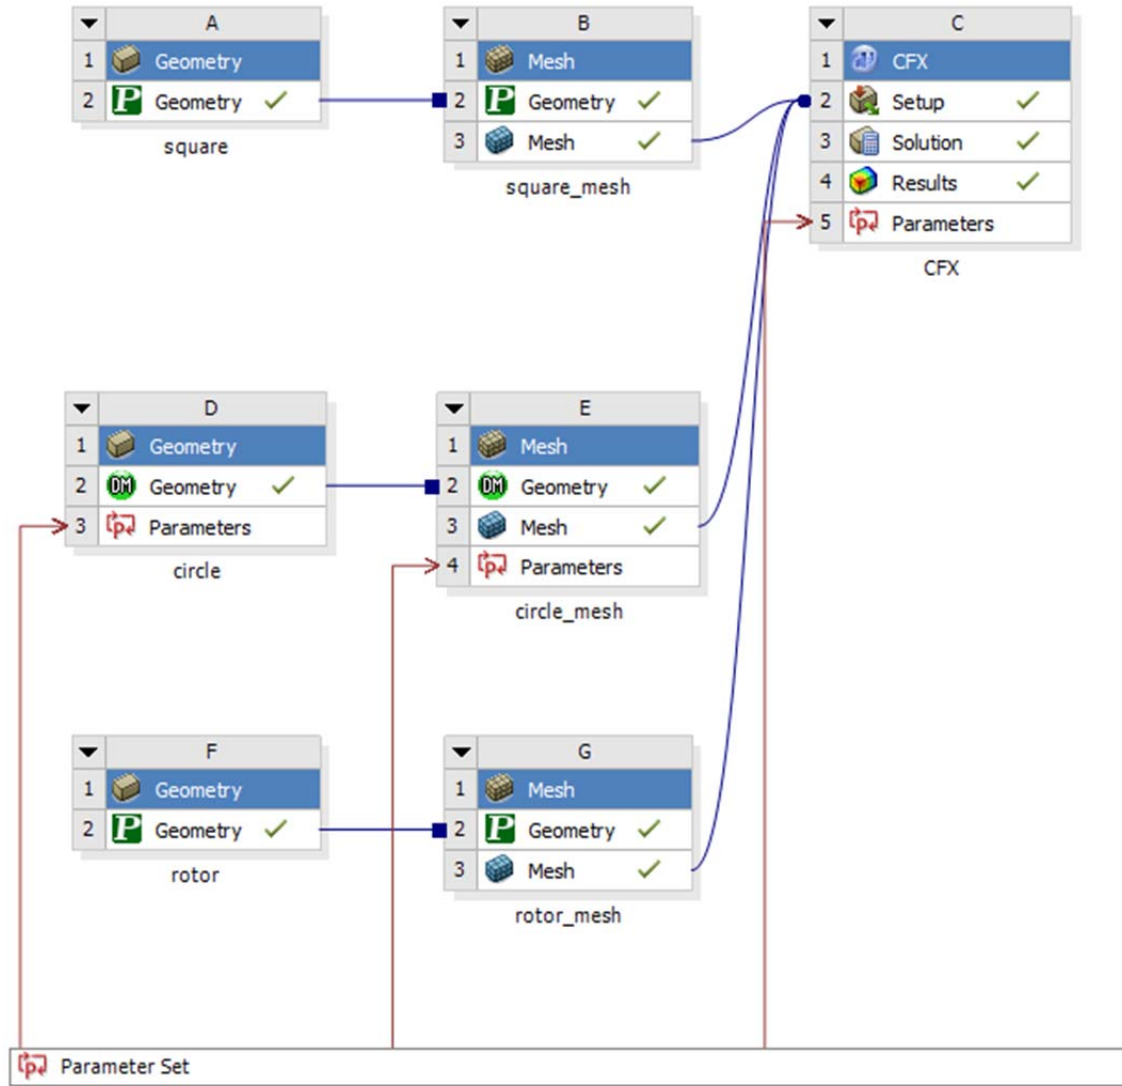 A
1 Geometry
2 P Geometry
square
B
1 Mesh
2 P Geometry
3 Mesh
square_mesh
C
1 CFX
2 Setup
3 Solution
4 Results
5 Parameters
CFX
D
1 Geometry
2 DM Geometry
3 Parameters
circle
E
1 Mesh
2 DM Geometry
3 Mesh
4 Parameters
circle_mesh
F
1 Geometry
2 P Geometry
rotor
G
1 Mesh
2 P Geometry
3 Mesh
rotor_mesh
Parameter Set